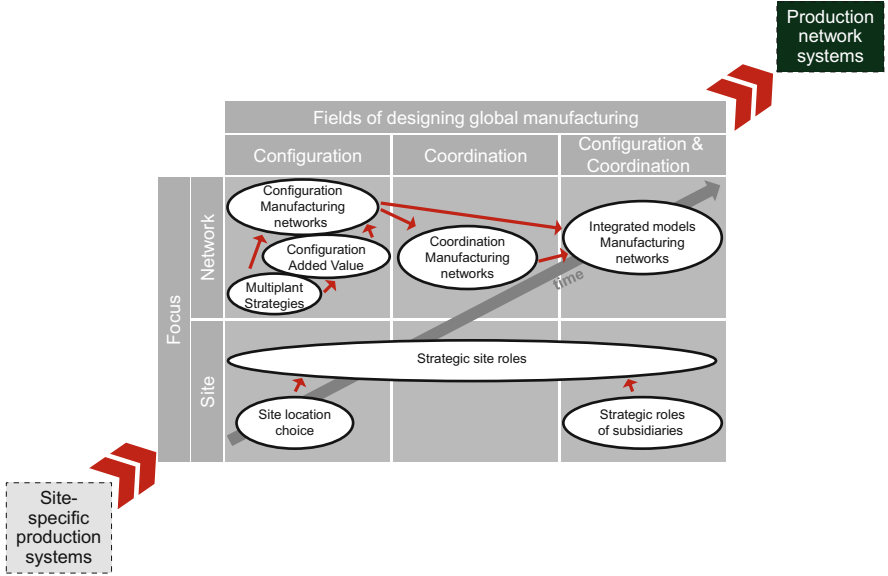 Production
network
systems
Fields of designing global manufacturing
Configuration
Coordination
Configuration &
Coordination
Focus
Network
Configuration
Manufacturing
networks
Configuration
Added Value
Multiplant
Strategies
Coordination
Manufacturing
networks
Integrated models
Manufacturing
networks
time
Site
Strategic site roles
Site location
choice
Strategic roles
of subsidiaries
Site-
specific
production
systems